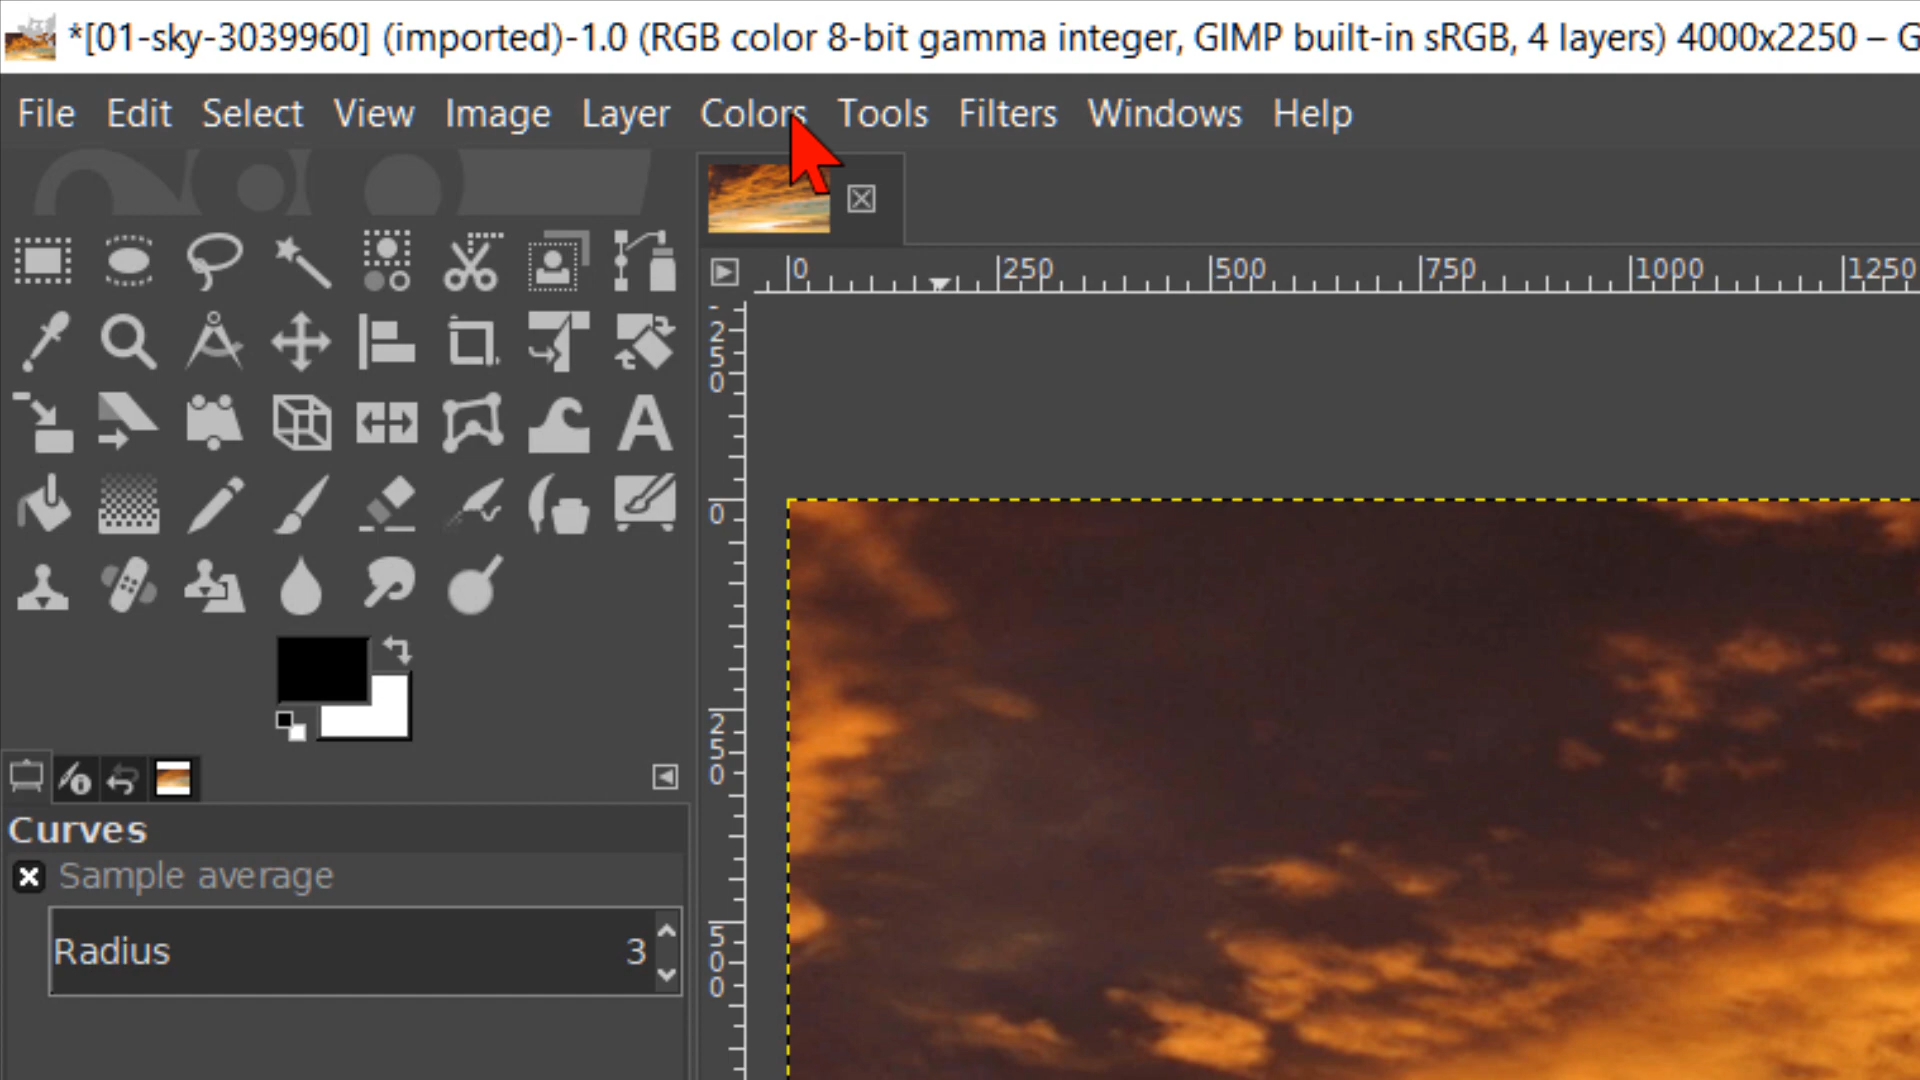 *[01-sky-3039960] (imported)-1.0 (RGB color 8-bit gamma integer, GIMP built-in sRGB, 4 layers) 4000x2250 – G
File Edit Select View Image Layer Colors Tools Filters Windows Help
0 250 500 750 1000 1250
250
0
250
500
Curves
Sample average
Radius 3